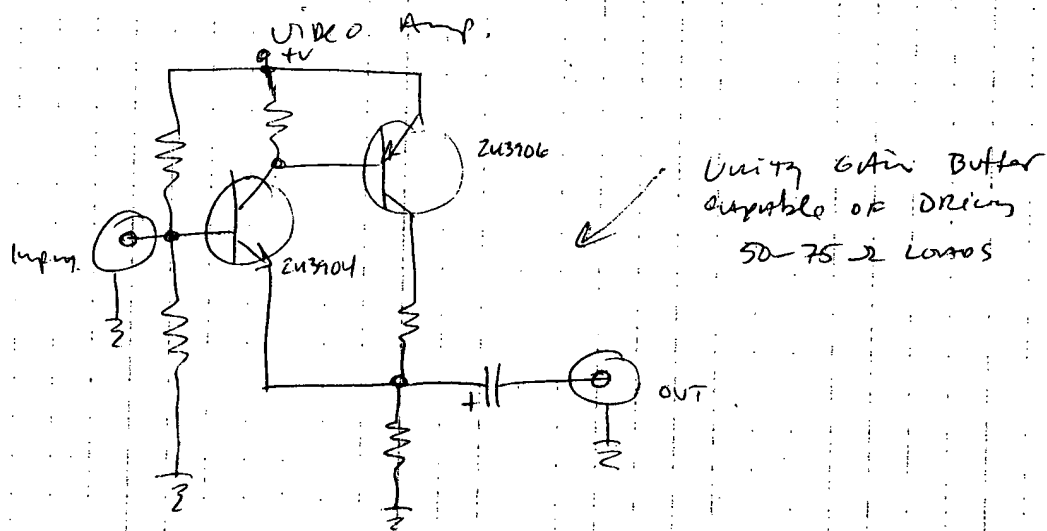 Video Amp.
+V
2N3906
Unity Gain Buffer
Capable of Driving
50-75 Ω Loads
Input
2N3904
+
OUT